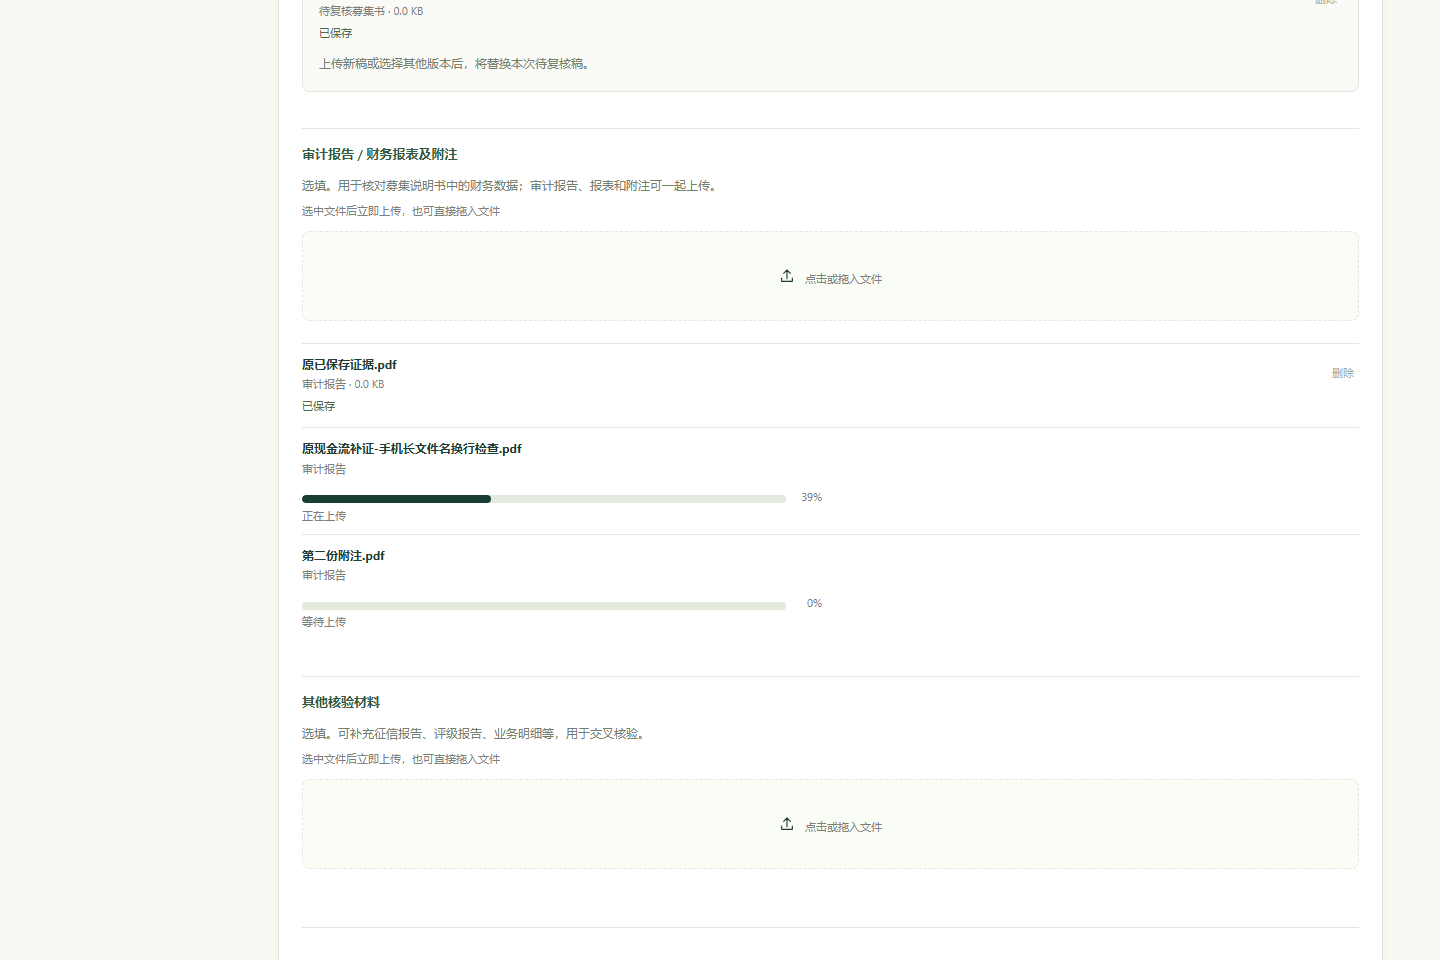 待复核募集书 · 0.0 KB
删除
已保存
上传新稿或选择其他版本后，将替换本次待复核稿。
审计报告 / 财务报表及附注
选填。用于核对募集说明书中的财务数据；审计报告、报表和附注可一起上传。
选中文件后立即上传，也可直接拖入文件
点击或拖入文件
原已保存证据.pdf
审计报告 · 0.0 KB
删除
已保存
原现金流补证-手机长文件名换行检查.pdf
审计报告
39%
正在上传
第二份附注.pdf
审计报告
0%
等待上传
其他核验材料
选填。可补充征信报告、评级报告、业务明细等，用于交叉核验。
选中文件后立即上传，也可直接拖入文件
点击或拖入文件